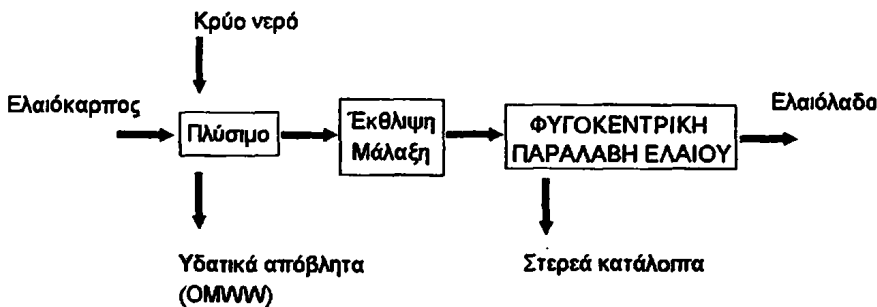 Κρύο νερό
Ελαιόκαρπος
Ελαιόλαδο
Πλύσιμο
Έκθλιψη
Μάλαξη
ΦΥΓΟΚΕΝΤΡΙΚΗ
ΠΑΡΑΛΑΒΗ ΕΛΑΙΟΥ
Υδατικά απόβλητα
(OMWW)
Στερεά κατάλοιπα